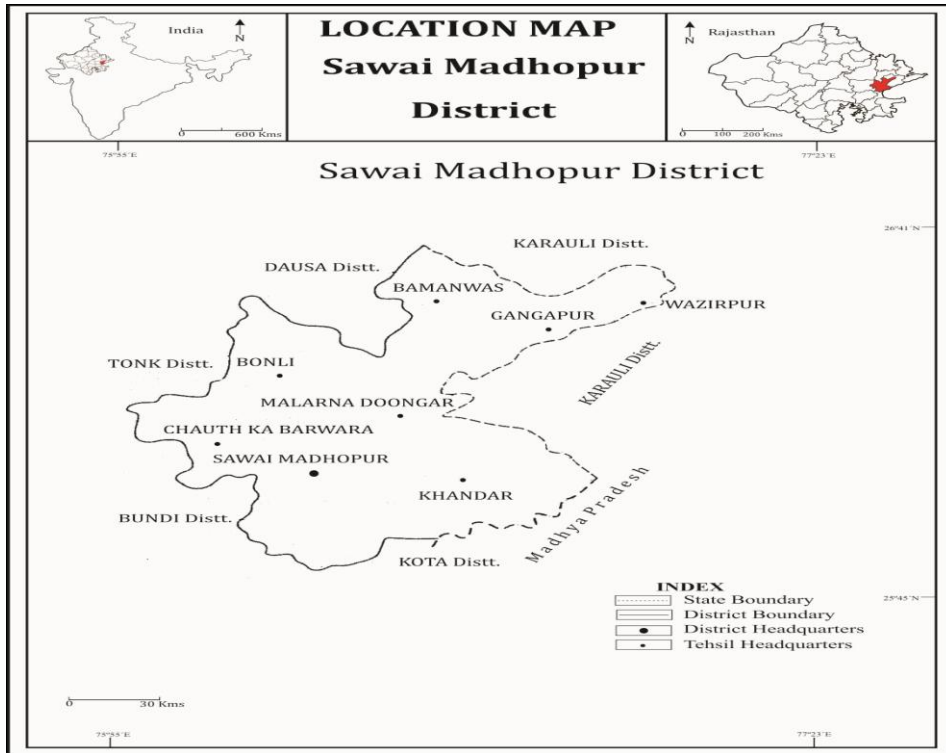 India
N
0 600 Kms
LOCATION MAP
Sawai Madhopur
District
N
Rajasthan
0 100 200 Kms
75°55´E
77°23´E
Sawai Madhopur District
26°41´N
KARAULI Distt.
DAUSA Distt.
BAMANWAS
WAZIRPUR
GANGAPUR
KARAULI Distt.
TONK Distt.
BONLI
MALARNA DOONGAR
CHAUTH KA BARWARA
SAWAI MADHOPUR
KHANDAR
Madhya Pradesh
BUNDI Distt.
KOTA Distt.
INDEX
State Boundary
District Boundary
District Headquarters
Tehsil Headquarters
25°45´N
0 30 Kms
75°55´E
77°23´E